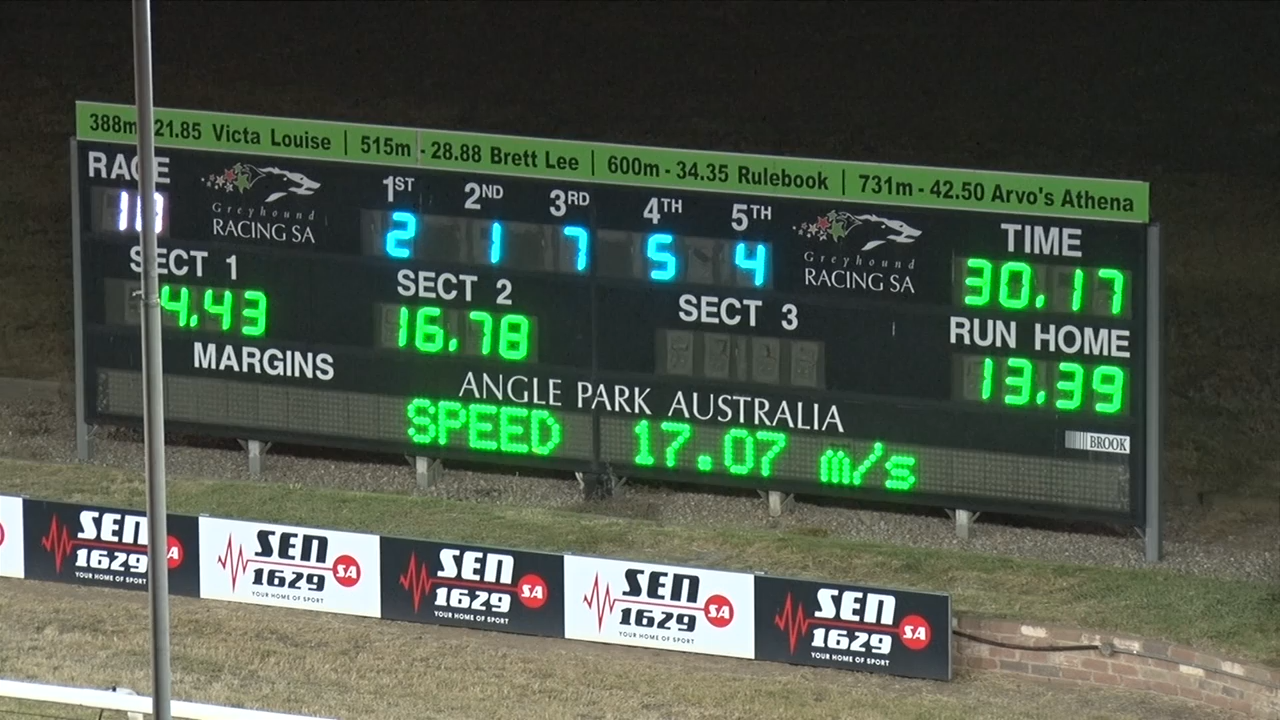 388m - 21.85 Victa Louise | 515m - 28.88 Brett Lee | 600m - 34.35 Rulebook | 731m - 42.50 Arvo's Athena
RACE
Greyhound
RACING SA
1ST 2ND 3RD 4TH 5TH
2 1 7 5 4
Greyhound
RACING SA
TIME
30.17
SECT 1
4.43
SECT 2
16.78
SECT 3
RUN HOME
13.39
MARGINS
ANGLE PARK AUSTRALIA
SPEED 17.07 m/s
BROOK
SEN
1629
SA
YOUR HOME OF SPORT
SEN
1629
SA
YOUR HOME OF SPORT
SEN
1629
SA
YOUR HOME OF SPORT
SEN
1629
SA
YOUR HOME OF SPORT
SEN
1629
SA
YOUR HOME OF SPORT